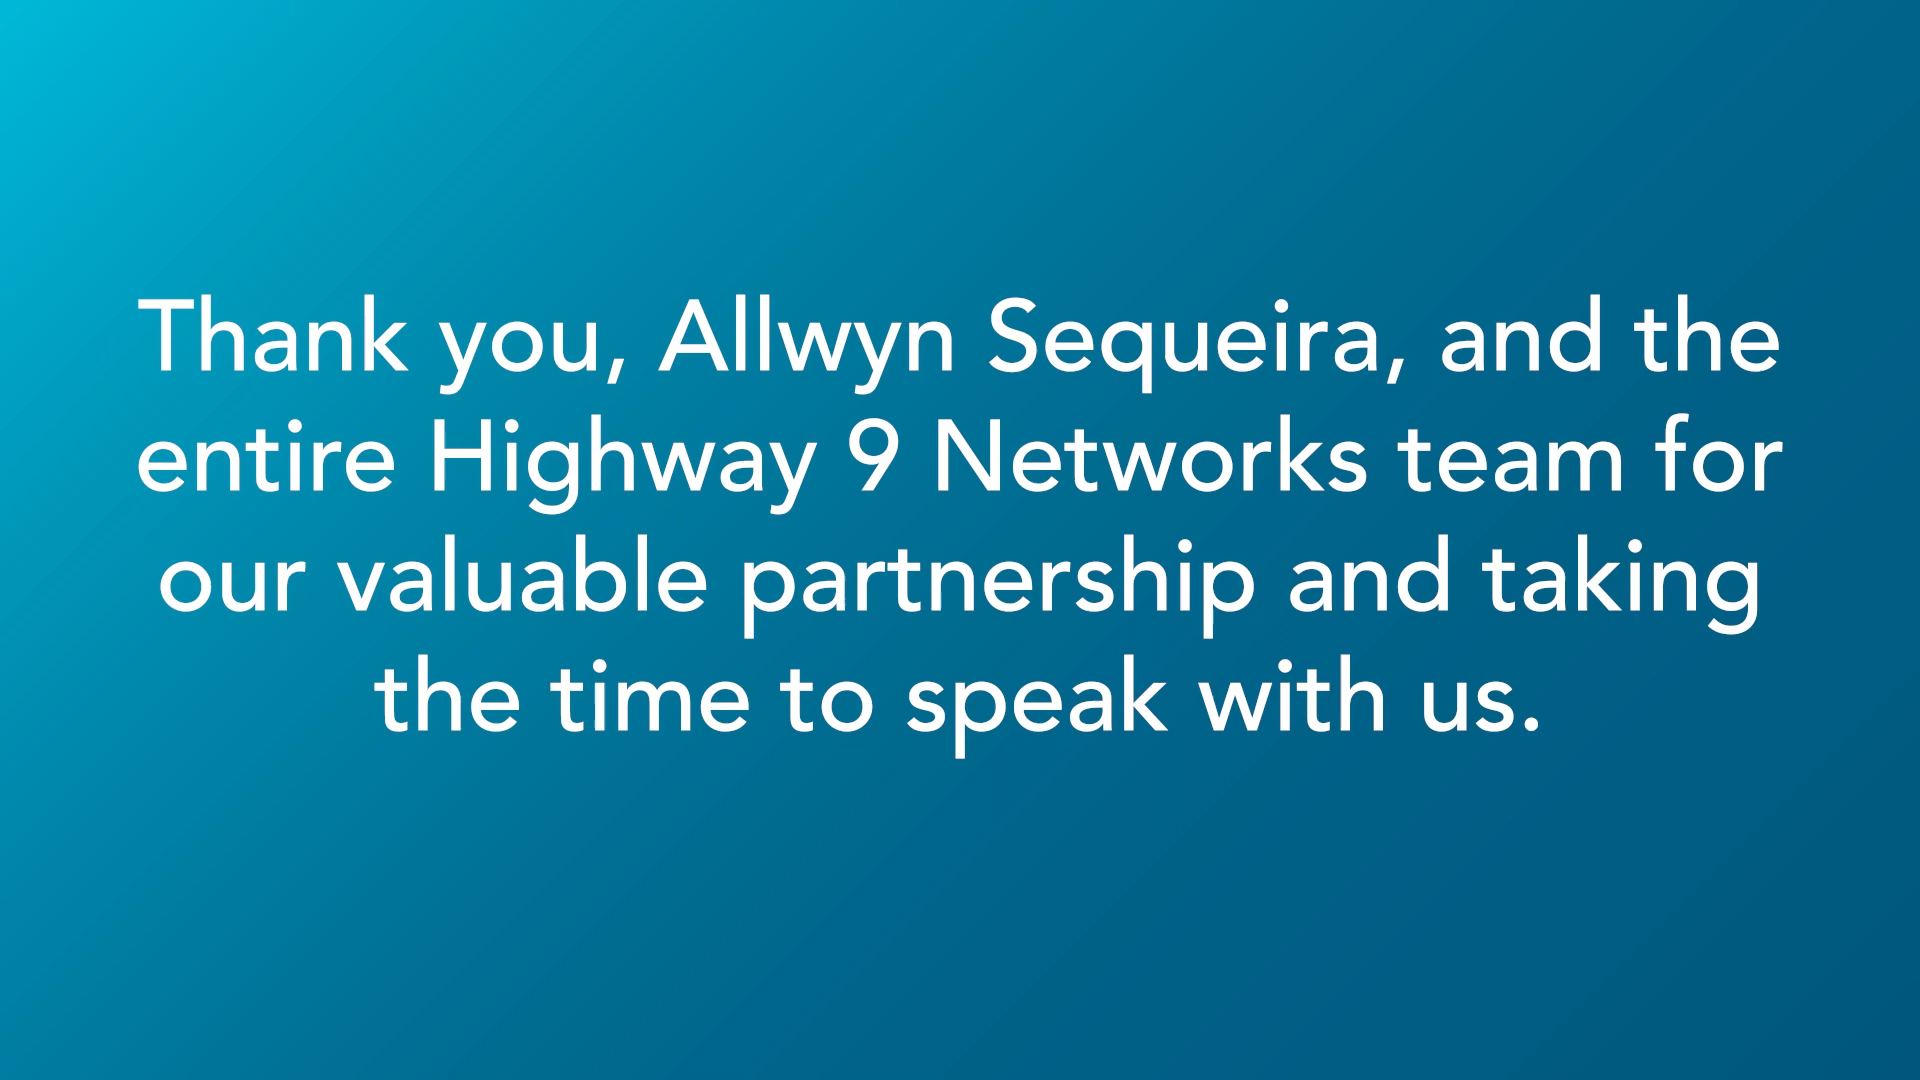 Thank you, Allwyn Sequeira, and the
entire Highway 9 Networks team for
our valuable partnership and taking
the time to speak with us.